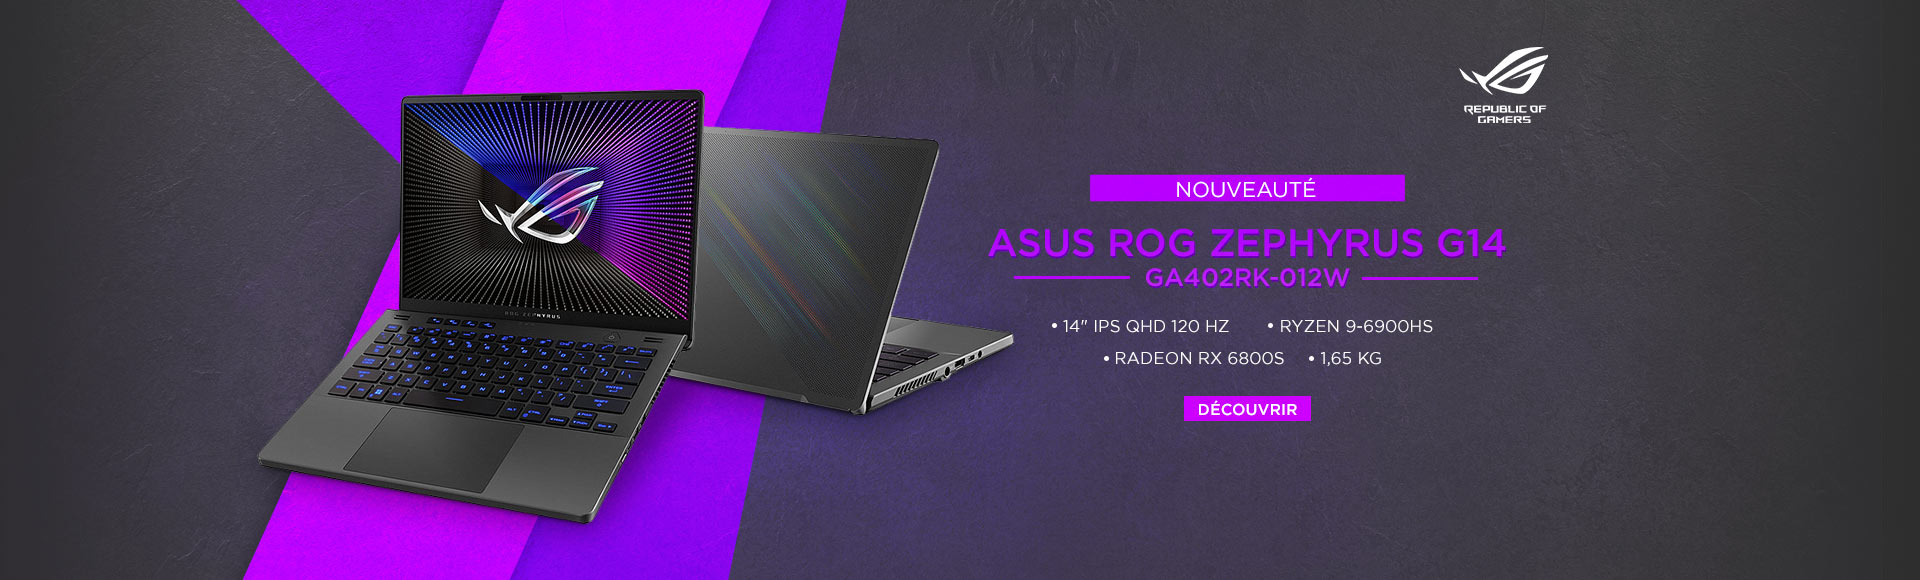 REPUBLIC OF
GAMERS
NOUVEAUTÉ
ASUS ROG ZEPHYRUS G14
GA402RK-012W
• 14" IPS QHD 120 HZ • RYZEN 9-6900HS
• RADEON RX 6800S • 1,65 KG
DÉCOUVRIR
ROG ZEPHYRUS